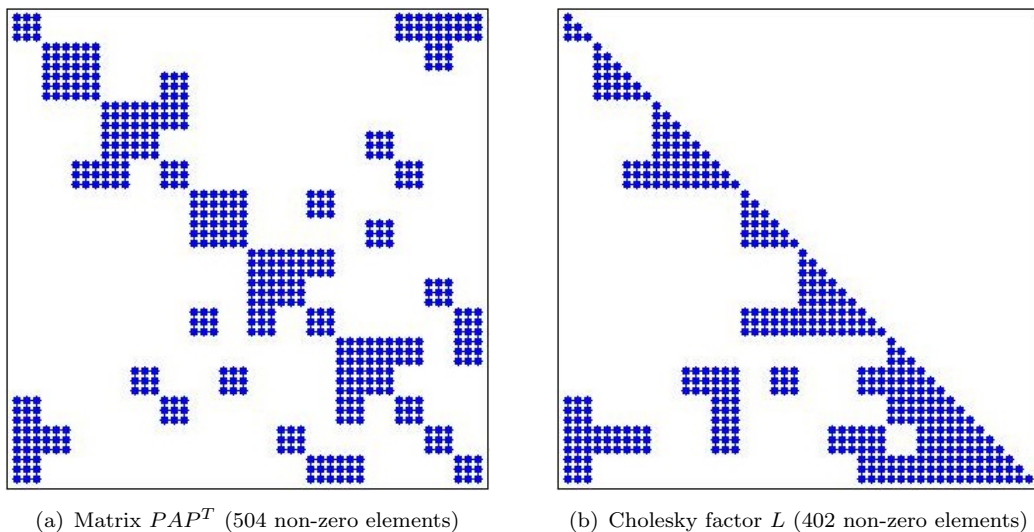 (a) Matrix PAP^T (504 non-zero elements)
(b) Cholesky factor L (402 non-zero elements)